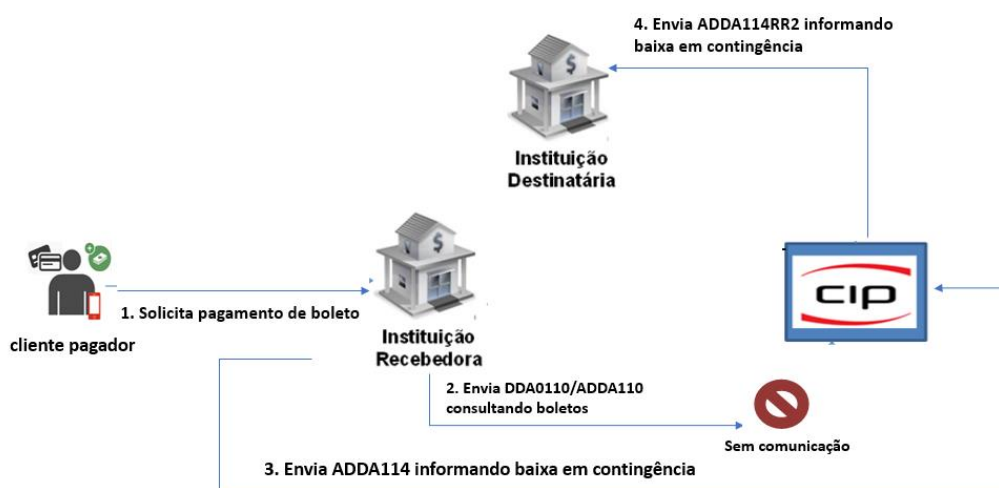 4. Envia ADDA114RR2 informando
baixa em contingência
$
Instituição
Destinatária
$
1. Solicita pagamento de boleto
cliente pagador
Instituição
Recebedora
cip
2. Envia DDA0110/ADDA110
consultando boletos
Sem comunicação
3. Envia ADDA114 informando baixa em contingência